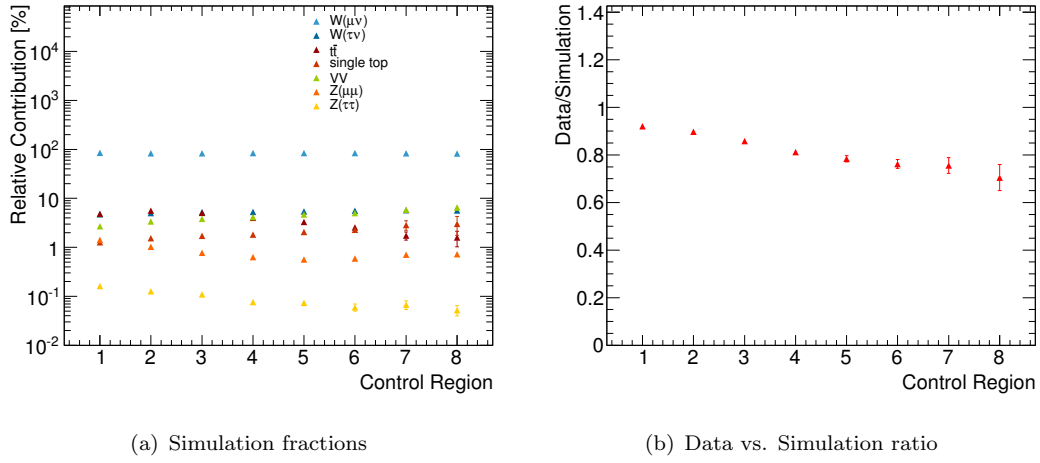 Relative Contribution [%]
10⁴
10³
10²
10
1
10⁻¹
10⁻²
W(μν)
W(τν)
tt̄
single top
VV
Z(μμ)
Z(ττ)
1 2 3 4 5 6 7 8
Control Region
(a) Simulation fractions
Data/Simulation
1.4
1.2
1
0.8
0.6
0.4
0.2
0
1 2 3 4 5 6 7 8
Control Region
(b) Data vs. Simulation ratio